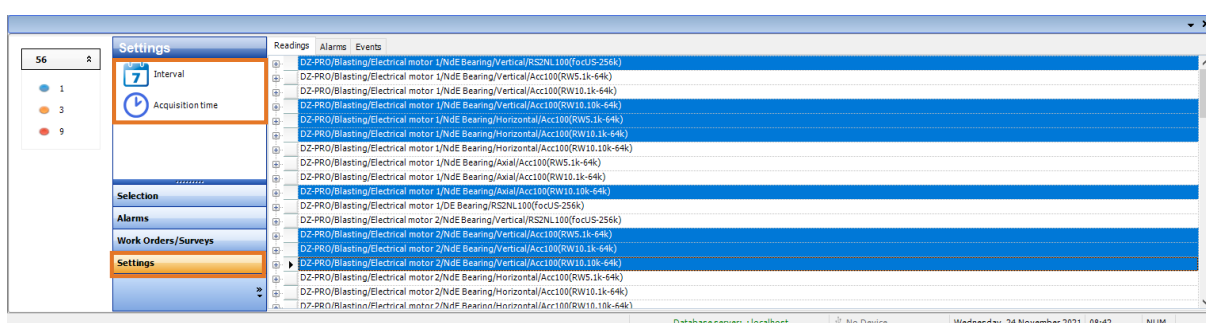 56
1
3
9
Settings
7
Interval
Acquisition time
Selection
Alarms
Work Orders/Surveys
Settings
Readings Alarms Events
DZ-PRO/Blasting/Electrical motor 1/NdE Bearing/Vertical/RS2NL100(focUS-256k)
DZ-PRO/Blasting/Electrical motor 1/NdE Bearing/Vertical/Acc100(RW5.1k-64k)
DZ-PRO/Blasting/Electrical motor 1/NdE Bearing/Vertical/Acc100(RW10.1k-64k)
DZ-PRO/Blasting/Electrical motor 1/NdE Bearing/Vertical/Acc100(RW10.10k-64k)
DZ-PRO/Blasting/Electrical motor 1/NdE Bearing/Horizontal/Acc100(RW5.1k-64k)
DZ-PRO/Blasting/Electrical motor 1/NdE Bearing/Horizontal/Acc100(RW10.1k-64k)
DZ-PRO/Blasting/Electrical motor 1/NdE Bearing/Horizontal/Acc100(RW10.10k-64k)
DZ-PRO/Blasting/Electrical motor 1/NdE Bearing/Axial/Acc100(RW5.1k-64k)
DZ-PRO/Blasting/Electrical motor 1/NdE Bearing/Axial/Acc100(RW10.1k-64k)
DZ-PRO/Blasting/Electrical motor 1/NdE Bearing/Axial/Acc100(RW10.10k-64k)
DZ-PRO/Blasting/Electrical motor 1/DE Bearing/RS2NL100(focUS-256k)
DZ-PRO/Blasting/Electrical motor 2/NdE Bearing/Vertical/RS2NL100(focUS-256k)
DZ-PRO/Blasting/Electrical motor 2/NdE Bearing/Vertical/Acc100(RW5.1k-64k)
DZ-PRO/Blasting/Electrical motor 2/NdE Bearing/Vertical/Acc100(RW10.1k-64k)
DZ-PRO/Blasting/Electrical motor 2/NdE Bearing/Vertical/Acc100(RW10.10k-64k)
DZ-PRO/Blasting/Electrical motor 2/NdE Bearing/Horizontal/Acc100(RW5.1k-64k)
DZ-PRO/Blasting/Electrical motor 2/NdE Bearing/Horizontal/Acc100(RW10.1k-64k)
DZ-PRO/Blasting/Electrical motor 2/NdE Bearing/Horizontal/Acc100(RW10.10k-64k)
Database server: : localhost No Device Wednesday, 24 November 2021 08:42 NUM